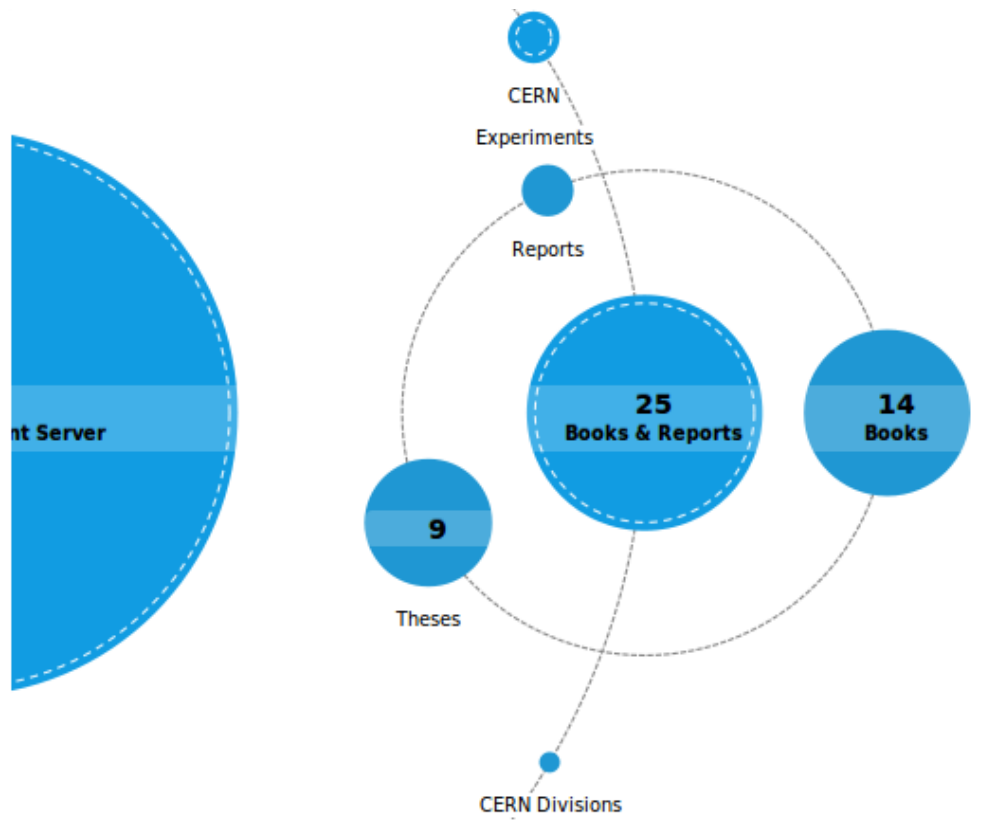 CERN
Experiments
Reports
25
Books & Reports
14
Books
nt Server
9
Theses
CERN Divisions